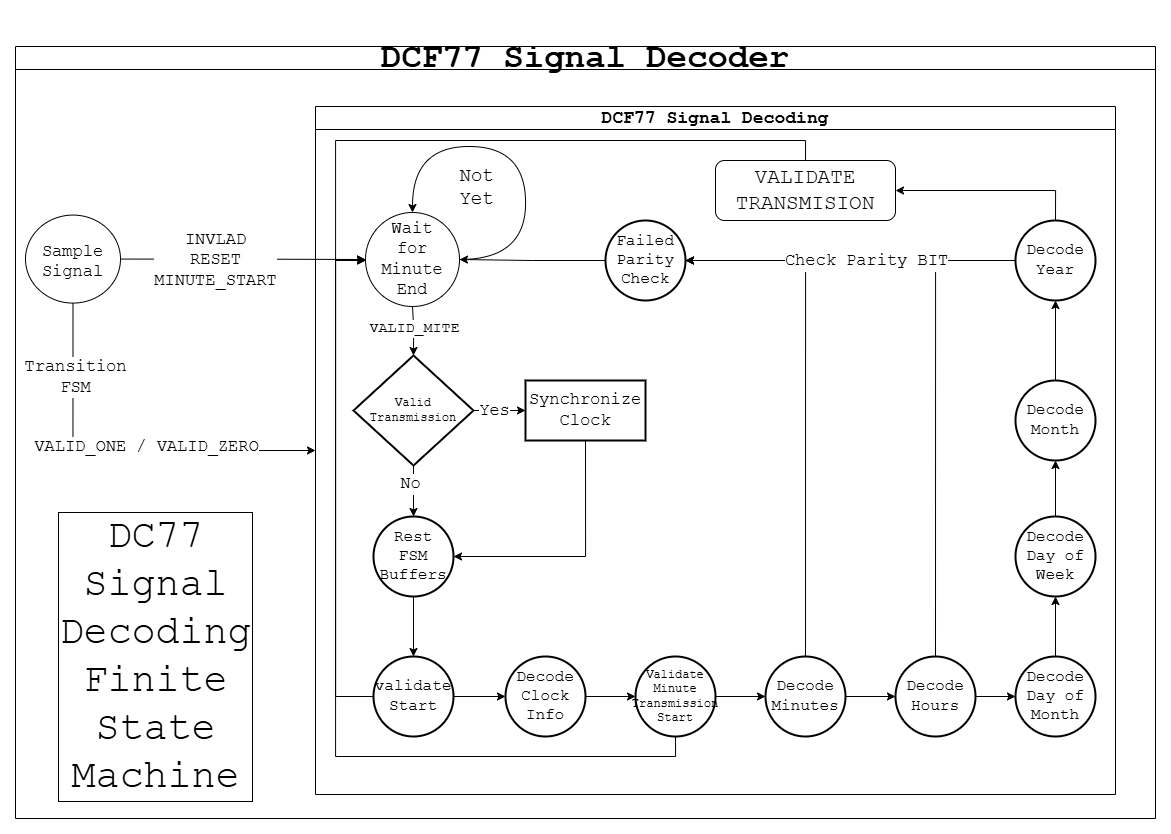 DCF77 Signal Decoder
DCF77 Signal Decoding
Not
Yet
VALIDATE
TRANSMISION
Sample
Signal
INVLAD
RESET
MINUTE_START
Wait
for
Minute
End
Failed
Parity
Check
Check Parity BIT
Decode
Year
VALID_MITE
Transition
FSM
Valid
Transmission
Yes
Synchronize
Clock
Decode
Month
VALID_ONE / VALID_ZERO
No
Rest
FSM
Buffers
Decode
Day of
Week
DC77
Signal
Decoding
Finite
State
Machine
validate
Start
Decode
Clock
Info
Validate
Minute
Transmission
Start
Decode
Minutes
Decode
Hours
Decode
Day of
Month